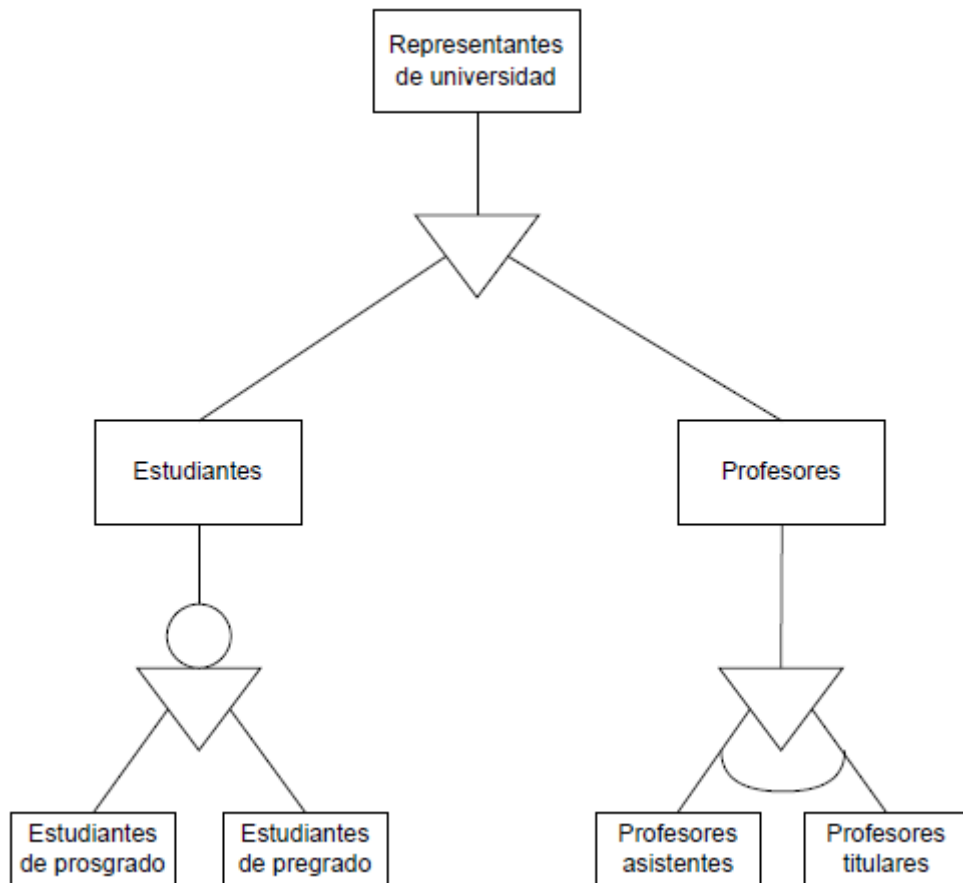 Representantes
de universidad
Estudiantes
Profesores
Estudiantes
de prosgrado
Estudiantes
de pregrado
Profesores
asistentes
Profesores
titulares